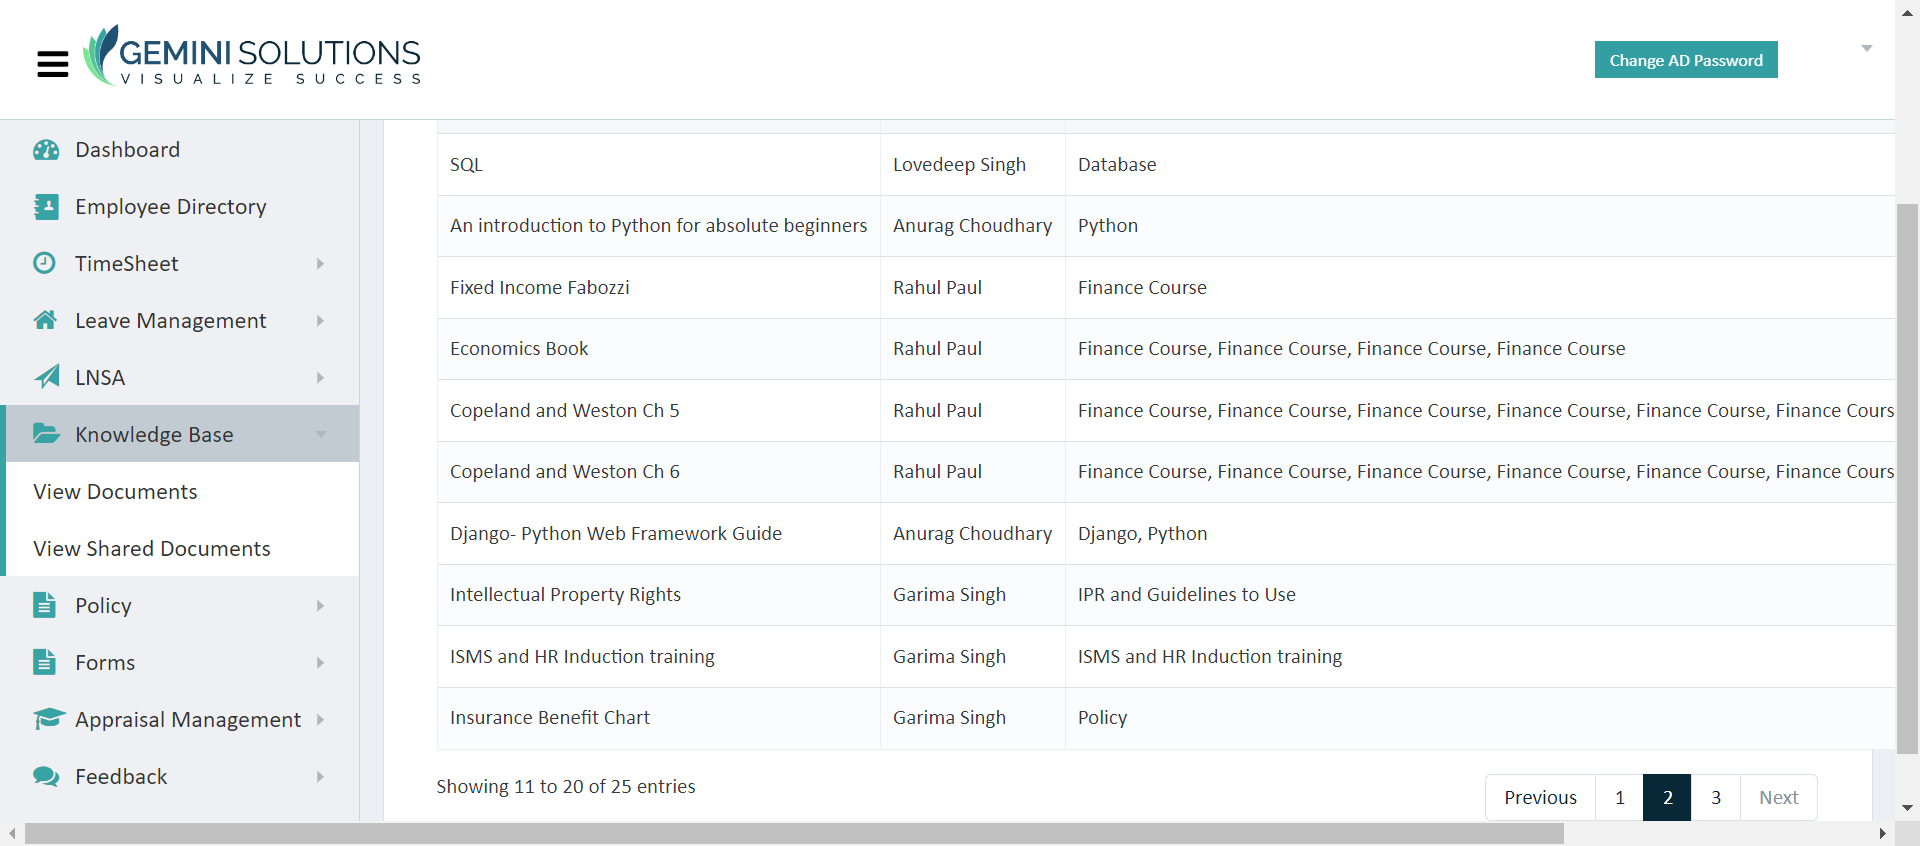 GEMINI SOLUTIONS
VISUALIZE SUCCESS
Change AD Password
Dashboard
Employee Directory
TimeSheet
Leave Management
LNSA
Knowledge Base
View Documents
View Shared Documents
Policy
Forms
Appraisal Management
Feedback
SQL Lovedeep Singh Database
An introduction to Python for absolute beginners Anurag Choudhary Python
Fixed Income Fabozzi Rahul Paul Finance Course
Economics Book Rahul Paul Finance Course, Finance Course, Finance Course, Finance Course
Copeland and Weston Ch 5 Rahul Paul Finance Course, Finance Course, Finance Course, Finance Course, Finance Course, Finance Cours
Copeland and Weston Ch 6 Rahul Paul Finance Course, Finance Course, Finance Course, Finance Course, Finance Course, Finance Cours
Django- Python Web Framework Guide Anurag Choudhary Django, Python
Intellectual Property Rights Garima Singh IPR and Guidelines to Use
ISMS and HR Induction training Garima Singh ISMS and HR Induction training
Insurance Benefit Chart Garima Singh Policy
Showing 11 to 20 of 25 entries
Previous 1 2 3 Next